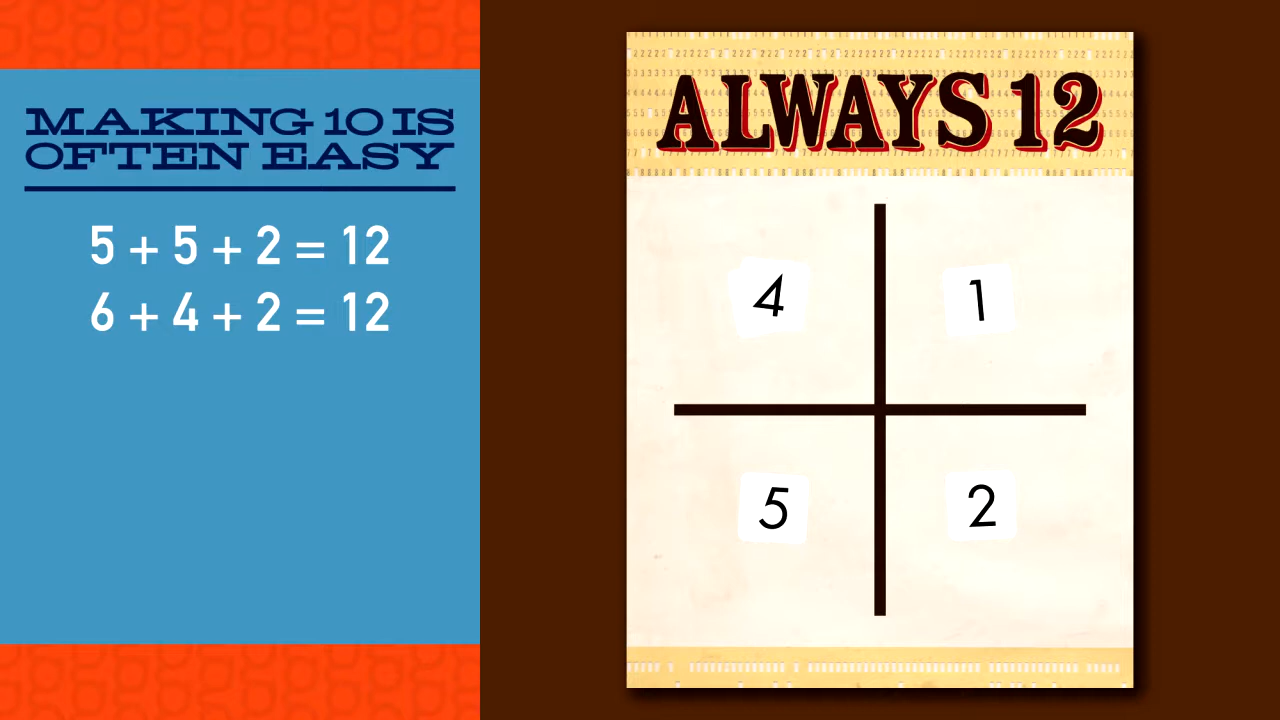 MAKING 10 IS
OFTEN EASY
5 + 5 + 2 = 12
6 + 4 + 2 = 12
ALWAYS 12
4 1
5 2